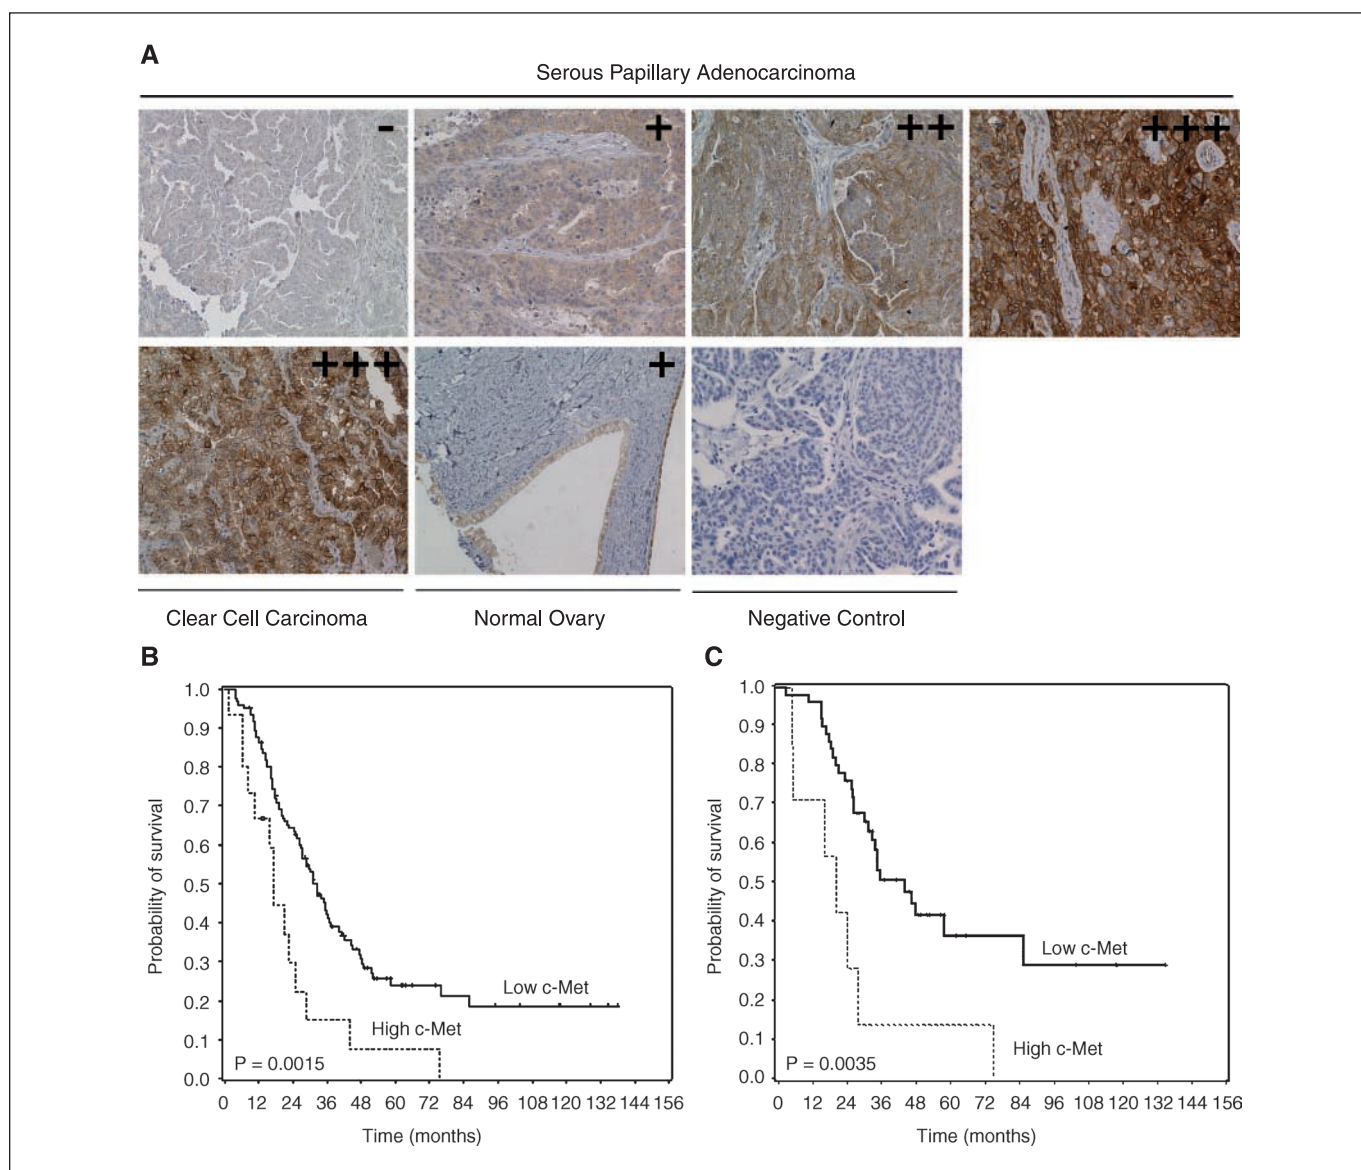 A
Serous Papillary Adenocarcinoma
-
+
++
+++
+++
+
Clear Cell Carcinoma
Normal Ovary
Negative Control
B
1.0
0.9
0.8
0.7
0.6
0.5
0.4
0.3
0.2
0.1
0.0
Probability of survival
Low c-Met
High c-Met
P = 0.0015
0 12 24 36 48 60 72 84 96 108 132 144 156
Time (months)
C
1.0
0.9
0.8
0.7
0.6
0.5
0.4
0.3
0.2
0.1
0.0
Probability of survival
Low c-Met
High c-Met
P = 0.0035
0 12 24 36 48 60 72 84 96 108 120 132 144 156
Time (months)